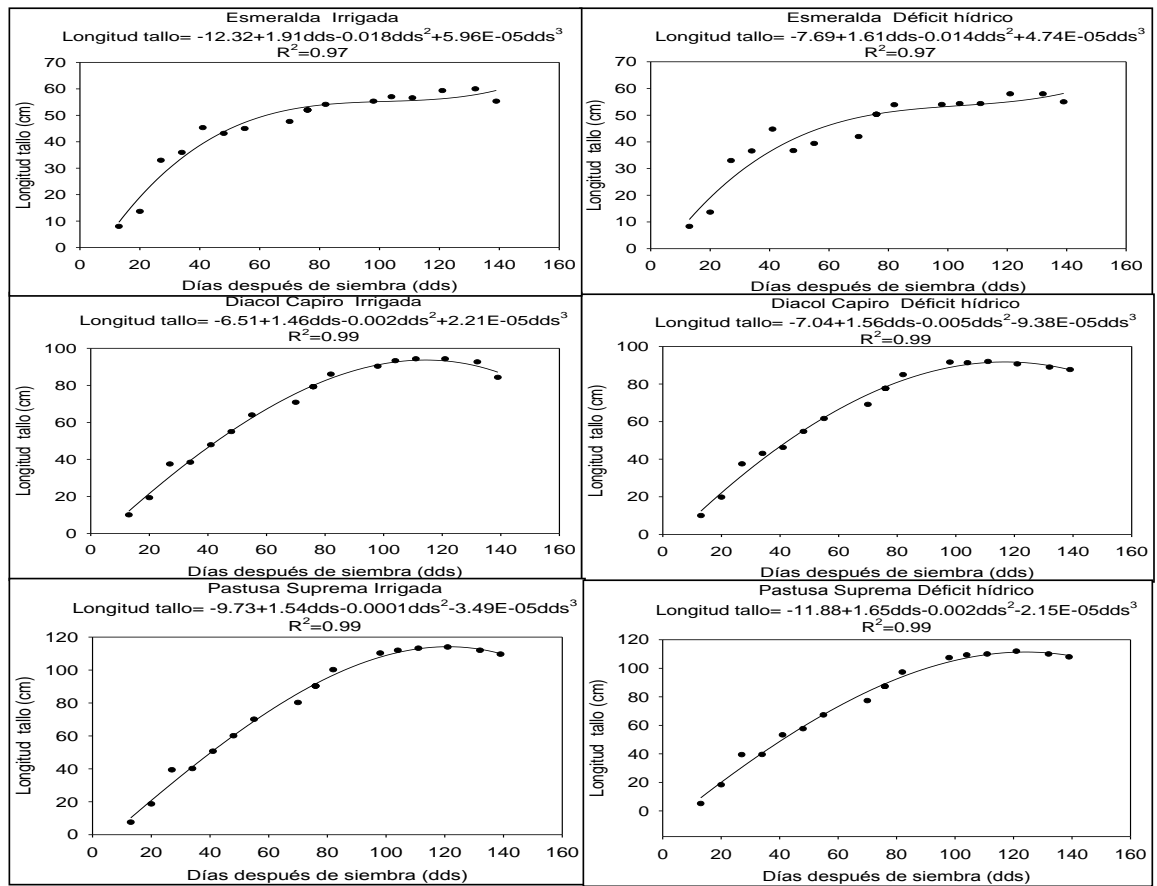 Esmeralda Irrigada
Longitud tallo= -12.32+1.91dds-0.018dds²+5.96E-05dds³
R²=0.97
70
60
50
40
30
20
10
0
Longitud tallo (cm)
0 20 40 60 80 100 120 140 160
Días después de siembra (dds)
Esmeralda Déficit hídrico
Longitud tallo= -7.69+1.61dds-0.014dds²+4.74E-05dds³
R²=0.97
70
60
50
40
30
20
10
0
Longitud tallo (cm)
0 20 40 60 80 100 120 140 160
Días después de siembra (dds)
Diacol Capiro Irrigada
Longitud tallo= -6.51+1.46dds-0.002dds²+2.21E-05dds³
R²=0.99
100
80
60
40
20
0
Longitud tallo (cm)
0 20 40 60 80 100 120 140 160
Días después de siembra (dds)
Diacol Capiro Déficit hídrico
Longitud tallo= -7.04+1.56dds-0.005dds²-9.38E-05dds³
R²=0.99
100
80
60
40
20
0
Longitud tallo (cm)
0 20 40 60 80 100 120 140 160
Días después de siembra (dds)
Pastusa Suprema Irrigada
Longitud tallo= -9.73+1.54dds-0.0001dds²-3.49E-05dds³
R²=0.99
120
100
80
60
40
20
0
Longitud tallo (cm)
0 20 40 60 80 100 120 140 160
Días después de siembra (dds)
Pastusa Suprema Déficit hídrico
Longitud tallo= -11.88+1.65dds-0.002dds²-2.15E-05dds³
R²=0.99
120
100
80
60
40
20
0
Longitud tallo (cm)
0 20 40 60 80 100 120 140 160
Días después de siembra (dds)